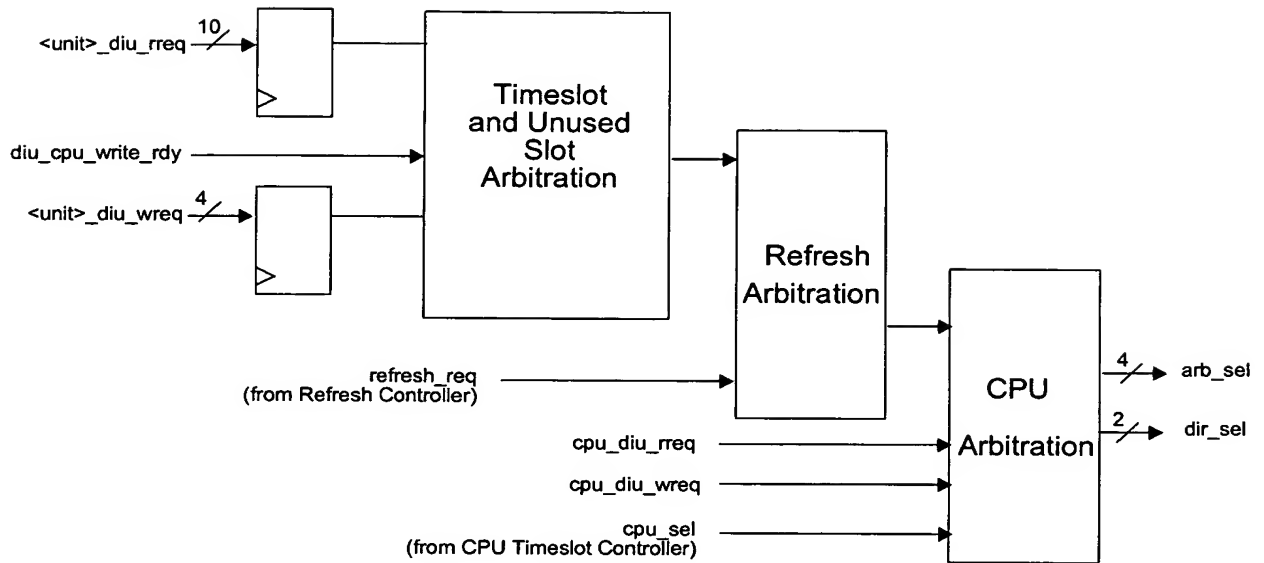 <unit>_diu_rreq
10
diu_cpu_write_rdy
<unit>_diu_wreq
4
Timeslot
and Unused
Slot
Arbitration
Refresh
Arbitration
refresh_req
(from Refresh Controller)
CPU
Arbitration
cpu_diu_rreq
cpu_diu_wreq
cpu_sel
(from CPU Timeslot Controller)
4
arb_sel
2
dir_sel